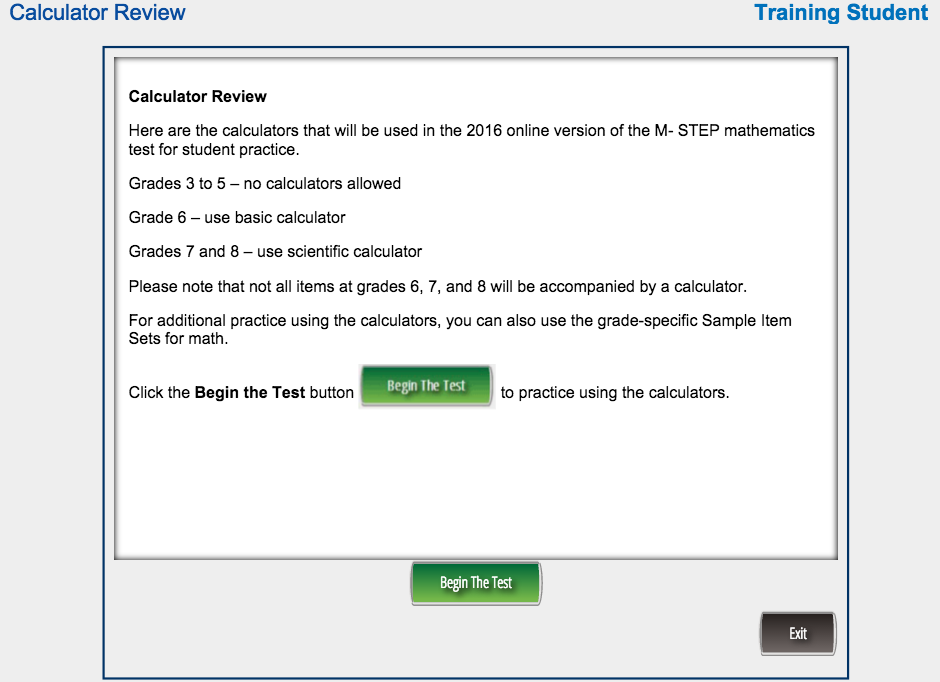 Calculator Review
Training Student
Calculator Review
Here are the calculators that will be used in the 2016 online version of the M- STEP mathematics
test for student practice.
Grades 3 to 5 – no calculators allowed
Grade 6 – use basic calculator
Grades 7 and 8 – use scientific calculator
Please note that not all items at grades 6, 7, and 8 will be accompanied by a calculator.
For additional practice using the calculators, you can also use the grade-specific Sample Item
Sets for math.
Click the Begin the Test button Begin The Test to practice using the calculators.
Begin The Test
Exit